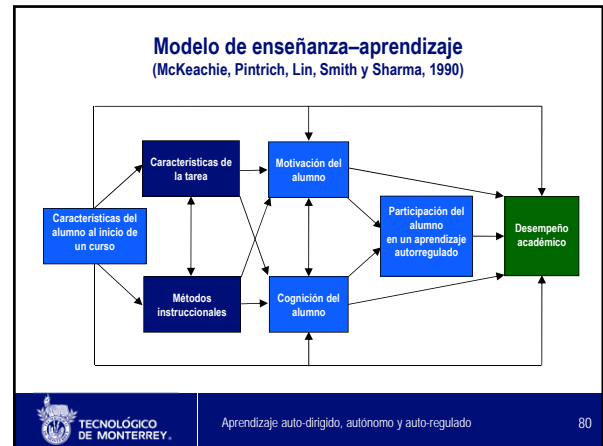 Modelo de enseñanza–aprendizaje
(McKeachie, Pintrich, Lin, Smith y Sharma, 1990)
Características de
la tarea
Motivación del
alumno
Características del
alumno al inicio de
un curso
Participación del
alumno
en un aprendizaje
autorregulado
Desempeño
académico
Métodos
instruccionales
Cognición del
alumno
TECNOLÓGICO
DE MONTERREY.
Aprendizaje auto-dirigido, autónomo y auto-regulado
80